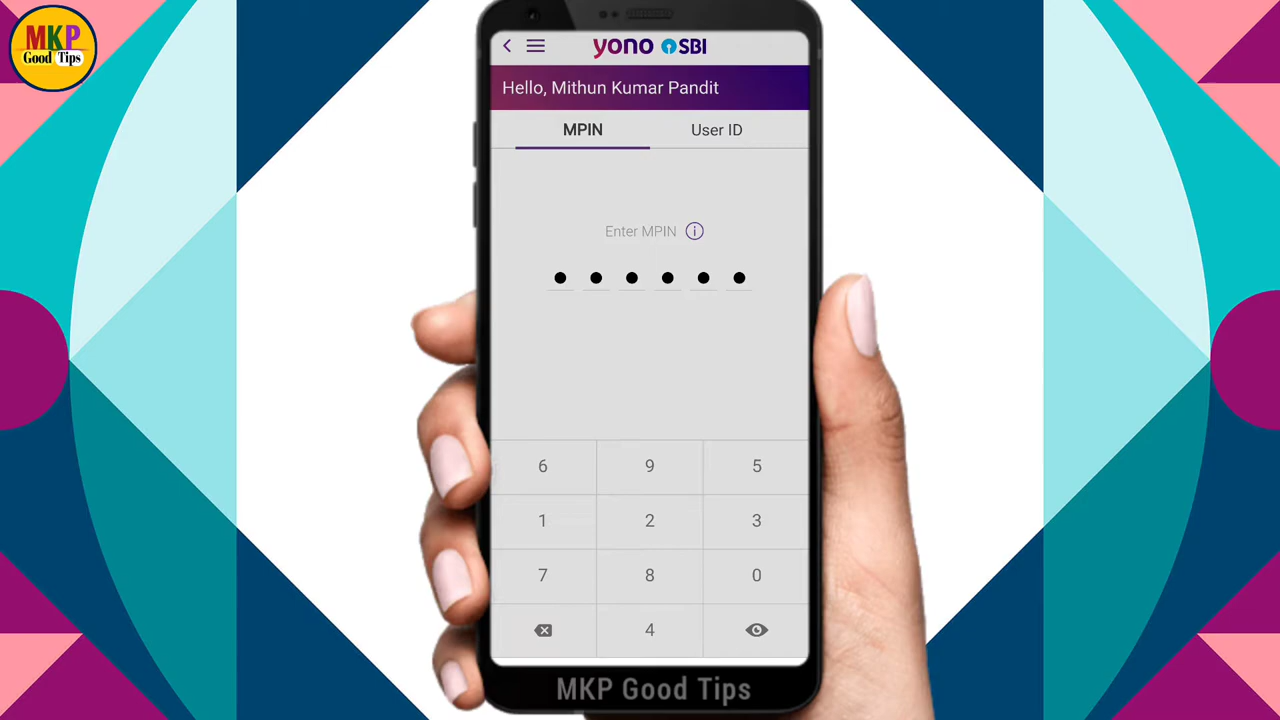 MKP
Good Tips
yono SBI
Hello, Mithun Kumar Pandit
MPIN User ID
Enter MPIN i
6 9 5
1 2 3
7 8 0
4
MKP Good Tips